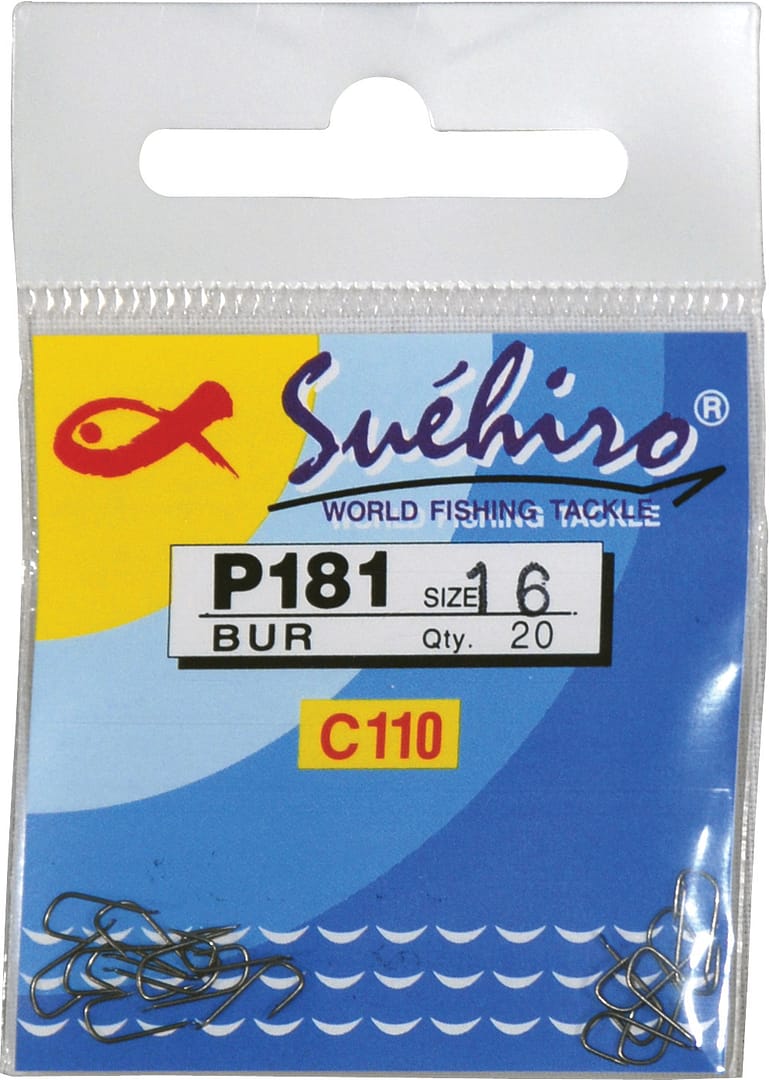 Suéhiro®
WORLD FISHING TACKLE
P181 SIZE 16
BUR Qty. 20
C110